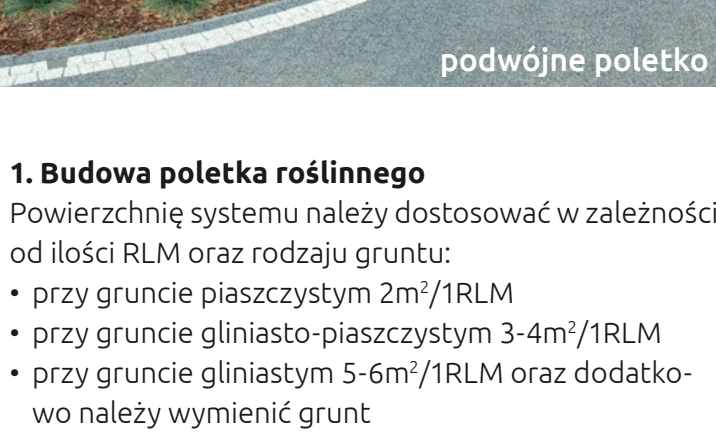 podwójne poletko
1. Budowa poletka roślinnego
Powierzchnię systemu należy dostosować w zależności
od ilości RLM oraz rodzaju gruntu:
• przy gruncie piaszczystym 2m²/1RLM
• przy gruncie gliniasto-piaszczystym 3-4m²/1RLM
• przy gruncie gliniastym 5-6m²/1RLM oraz dodatko-
wo należy wymienić grunt